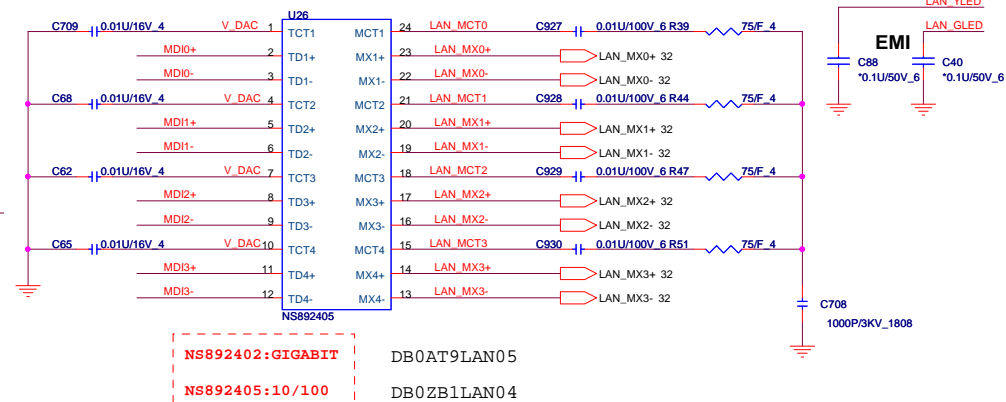 LAN_YLED
U26
C709 0.01U/16V_4 V_DAC 1 TCT1 MCT1 24 LAN_MCT0 C927 0.01U/100V_6 R39 75/F_4 LAN_GLED
MDI0+ 2 TD1+ MX1+ 23 LAN_MX0+ LAN_MX0+ 32 EMI
C88 C40
MDI0- 3 TD1- MX1- 22 LAN_MX0- LAN_MX0- 32 *0.1U/50V_6 *0.1U/50V_6
C68 0.01U/16V_4 V_DAC 4 TCT2 MCT2 21 LAN_MCT1 C928 0.01U/100V_6 R44 75/F_4
MDI1+ 5 TD2+ MX2+ 20 LAN_MX1+ LAN_MX1+ 32
MDI1- 6 TD2- MX2- 19 LAN_MX1- LAN_MX1- 32
C62 0.01U/16V_4 V_DAC 7 TCT3 MCT3 18 LAN_MCT2 C929 0.01U/100V_6 R47 75/F_4
MDI2+ 8 TD3+ MX3+ 17 LAN_MX2+ LAN_MX2+ 32
MDI2- 9 TD3- MX3- 16 LAN_MX2- LAN_MX2- 32
C65 0.01U/16V_4 V_DAC 10 TCT4 MCT4 15 LAN_MCT3 C930 0.01U/100V_6 R51 75/F_4
MDI3+ 11 TD4+ MX4+ 14 LAN_MX3+ LAN_MX3+ 32
MDI3- 12 TD4- MX4- 13 LAN_MX3- LAN_MX3- 32
C708
NS892405
1000P/3KV_1808
NS892402:GIGABIT DB0AT9LAN05
NS892405:10/100 DB0ZB1LAN04